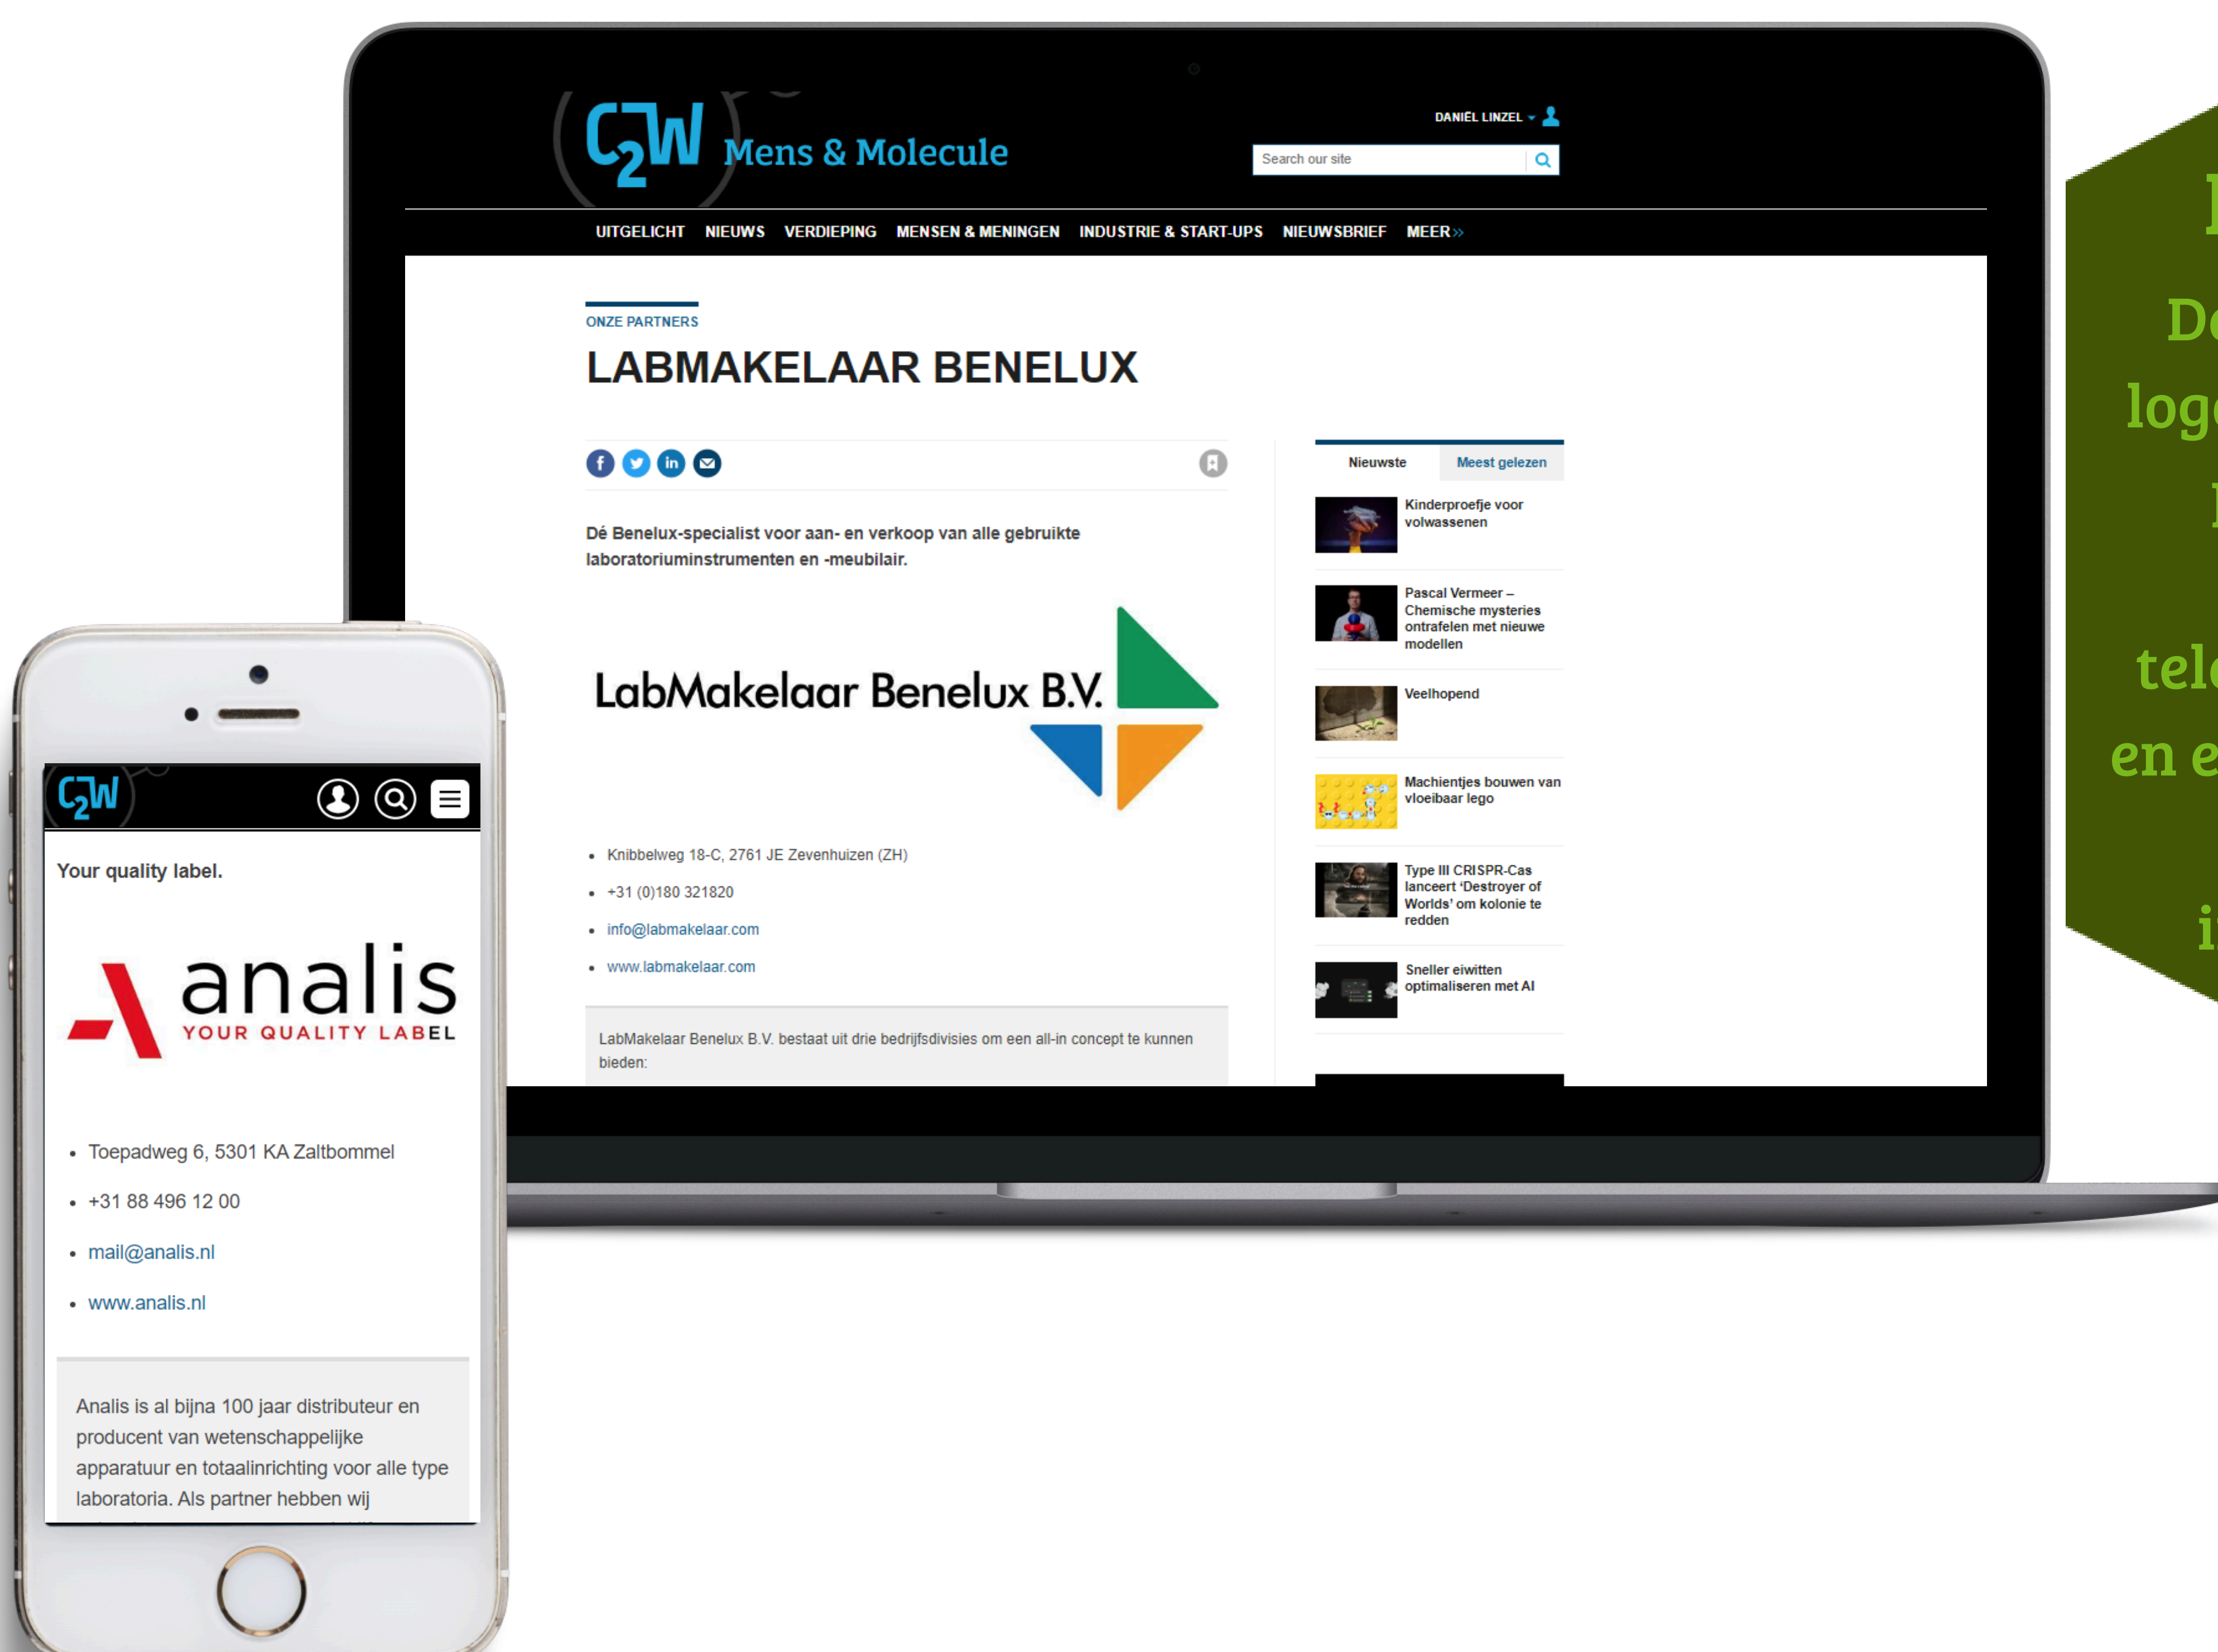 C2W Mens & Molecule
DANIËL LINZEL
Search our site
UITGELICHT NIEUWS VERDIEPING MENSEN & MENINGEN INDUSTRIE & START-UPS NIEUWSBRIEF MEER»
ONZE PARTNERS
LABMAKELAAR BENELUX
Dé Benelux-specialist voor aan- en verkoop van alle gebruikte
laboratoriuminstrumenten en -meubilair.
LabMakelaar Benelux B.V.
• Knibbelweg 18-C, 2761 JE Zevenhuizen (ZH)
• +31 (0)180 321820
• info@labmakelaar.com
• www.labmakelaar.com
LabMakelaar Benelux B.V. bestaat uit drie bedrijfsdivisies om een all-in concept te kunnen
bieden:
Nieuwste Meest gelezen
Kinderproefje voor
volwassenen
Pascal Vermeer –
Chemische mysteries
ontrafelen met nieuwe
modellen
Veelhopend
Machientjes bouwen van
vloeibaar lego
Type III CRISPR-Cas
lanceert ‘Destroyer of
Worlds’ om kolonie te
redden
Sneller eiwitten
optimaliseren met AI
C2W
Your quality label.
analis
YOUR QUALITY LABEL
• Toepadweg 6, 5301 KA Zaltbommel
• +31 88 496 12 00
• mail@analis.nl
• www.analis.nl
Analis is al bijna 100 jaar distributeur en
producent van wetenschappelijke
apparatuur en totaalinrichting voor alle type
laboratoria. Als partner hebben wij
en